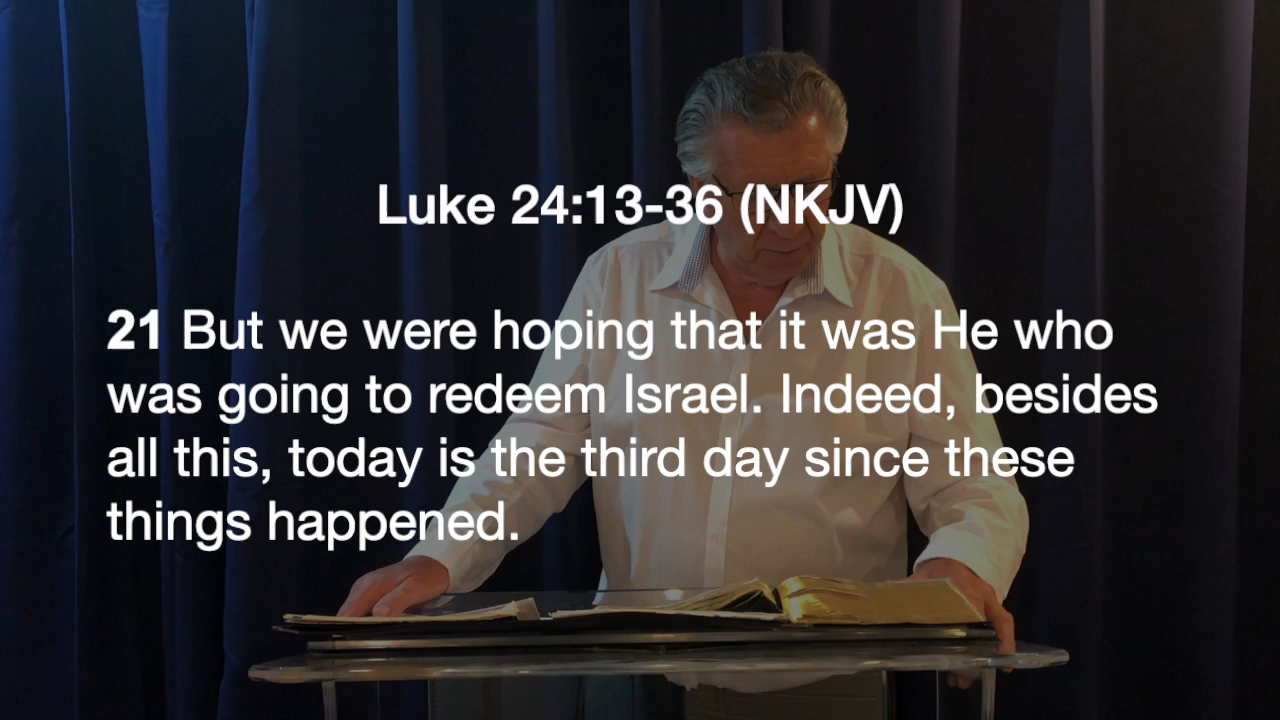 Luke 24:13-36 (NKJV)
21 But we were hoping that it was He who
was going to redeem Israel. Indeed, besides
all this, today is the third day since these
things happened.